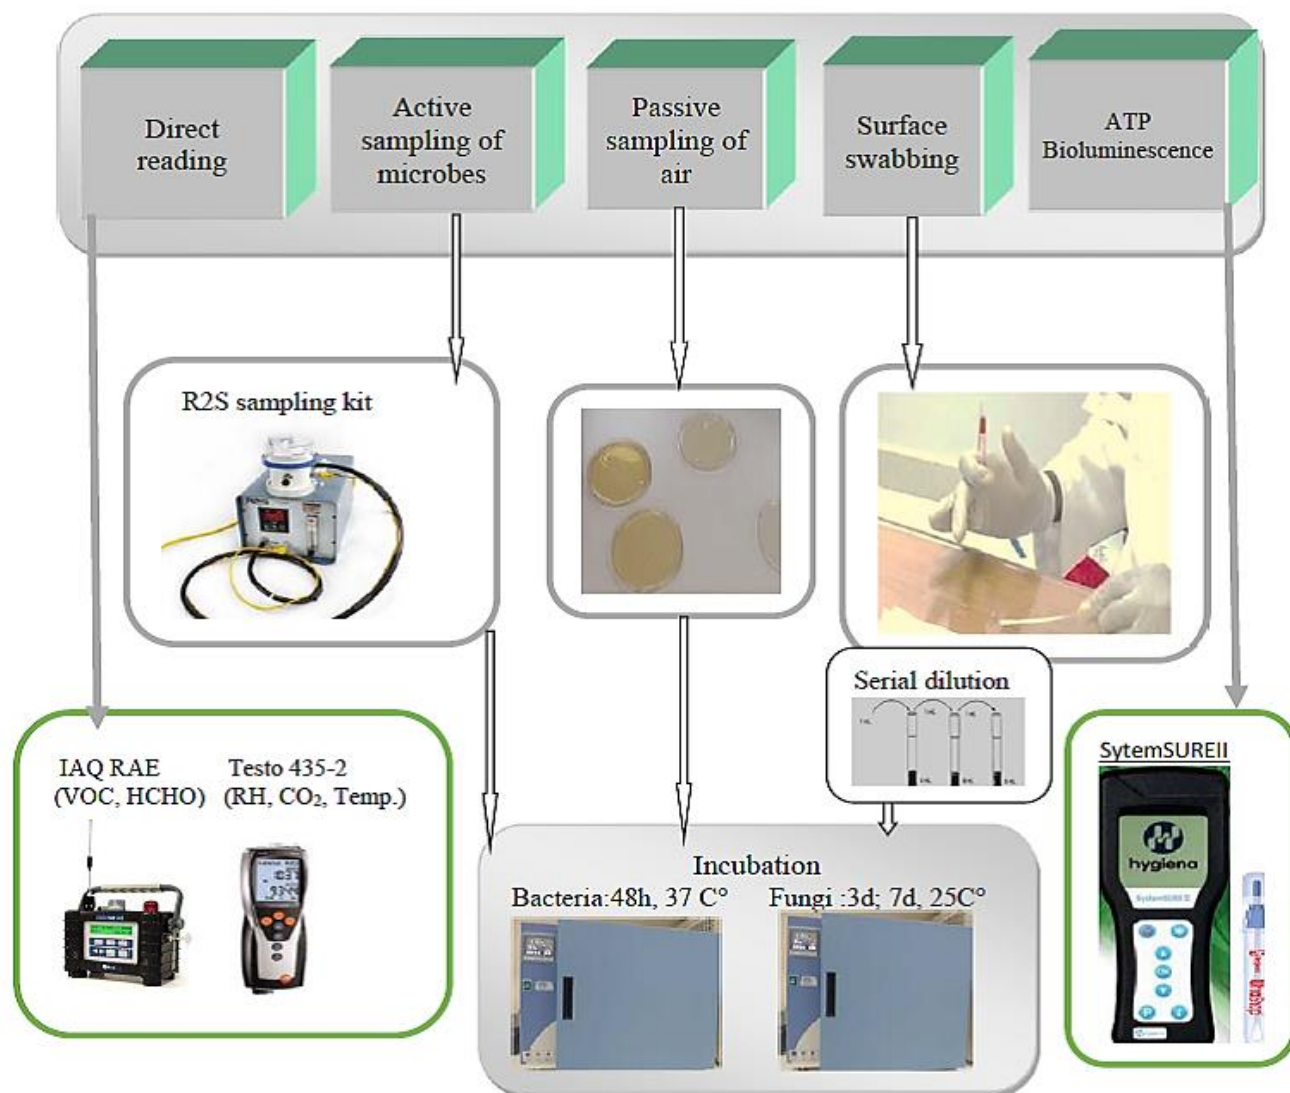 Direct
reading
Active
sampling of
microbes
Passive
sampling of
air
Surface
swabbing
ATP
Bioluminescence
R2S sampling kit
Serial dilution
IAQ RAE
(VOC, HCHO)
Testo 435-2
(RH, CO₂, Temp.)
SytemSUREII
hygiena
SystemSURE II
Incubation
Bacteria:48h, 37 C°
Fungi :3d; 7d, 25C°